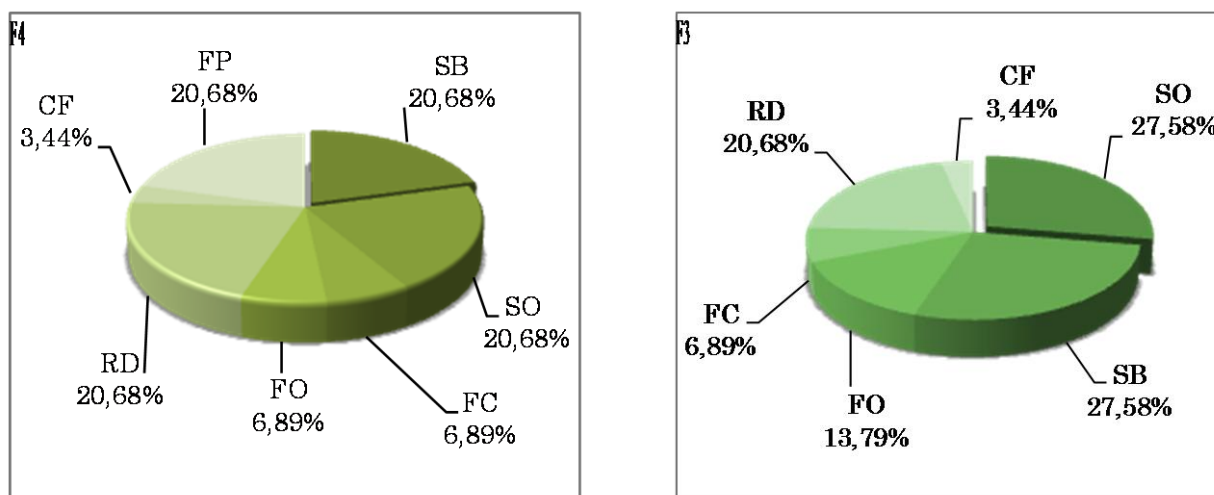 F4
FP
20,68%
SB
20,68%
CF
3,44%
SO
20,68%
RD
20,68%
FO
6,89%
FC
6,89%
F3
CF
3,44%
SO
27,58%
RD
20,68%
FC
6,89%
SB
27,58%
FO
13,79%